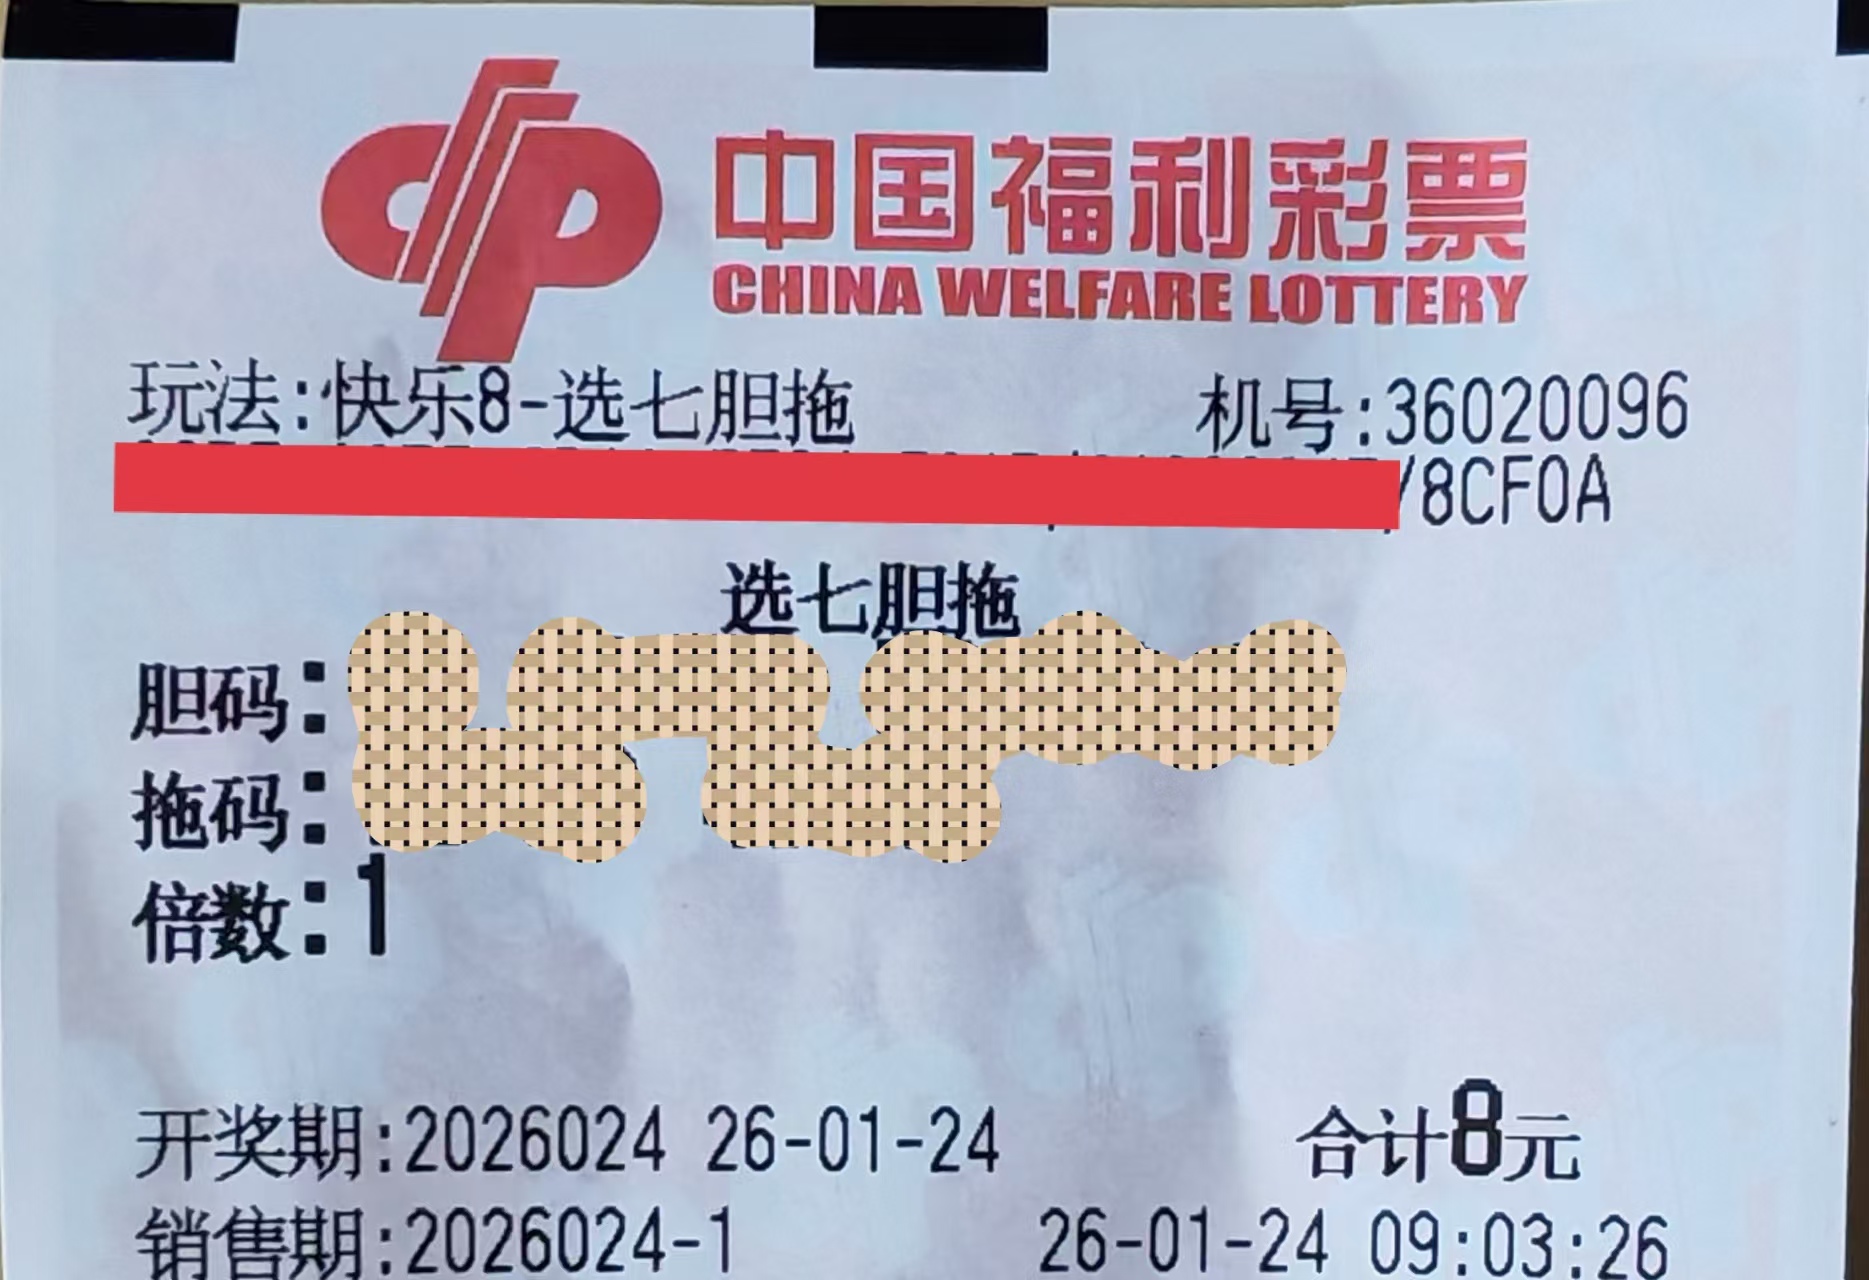 中国福利彩票
CHINA WELFARE LOTTERY
玩法:快乐8-选七胆拖 机号:36020096
/8CF0A
选七胆拖
胆码:
拖码:
倍数:1
开奖期:2026024 26-01-24 合计8元
销售期:2026024-1 26-01-24 09:03:26